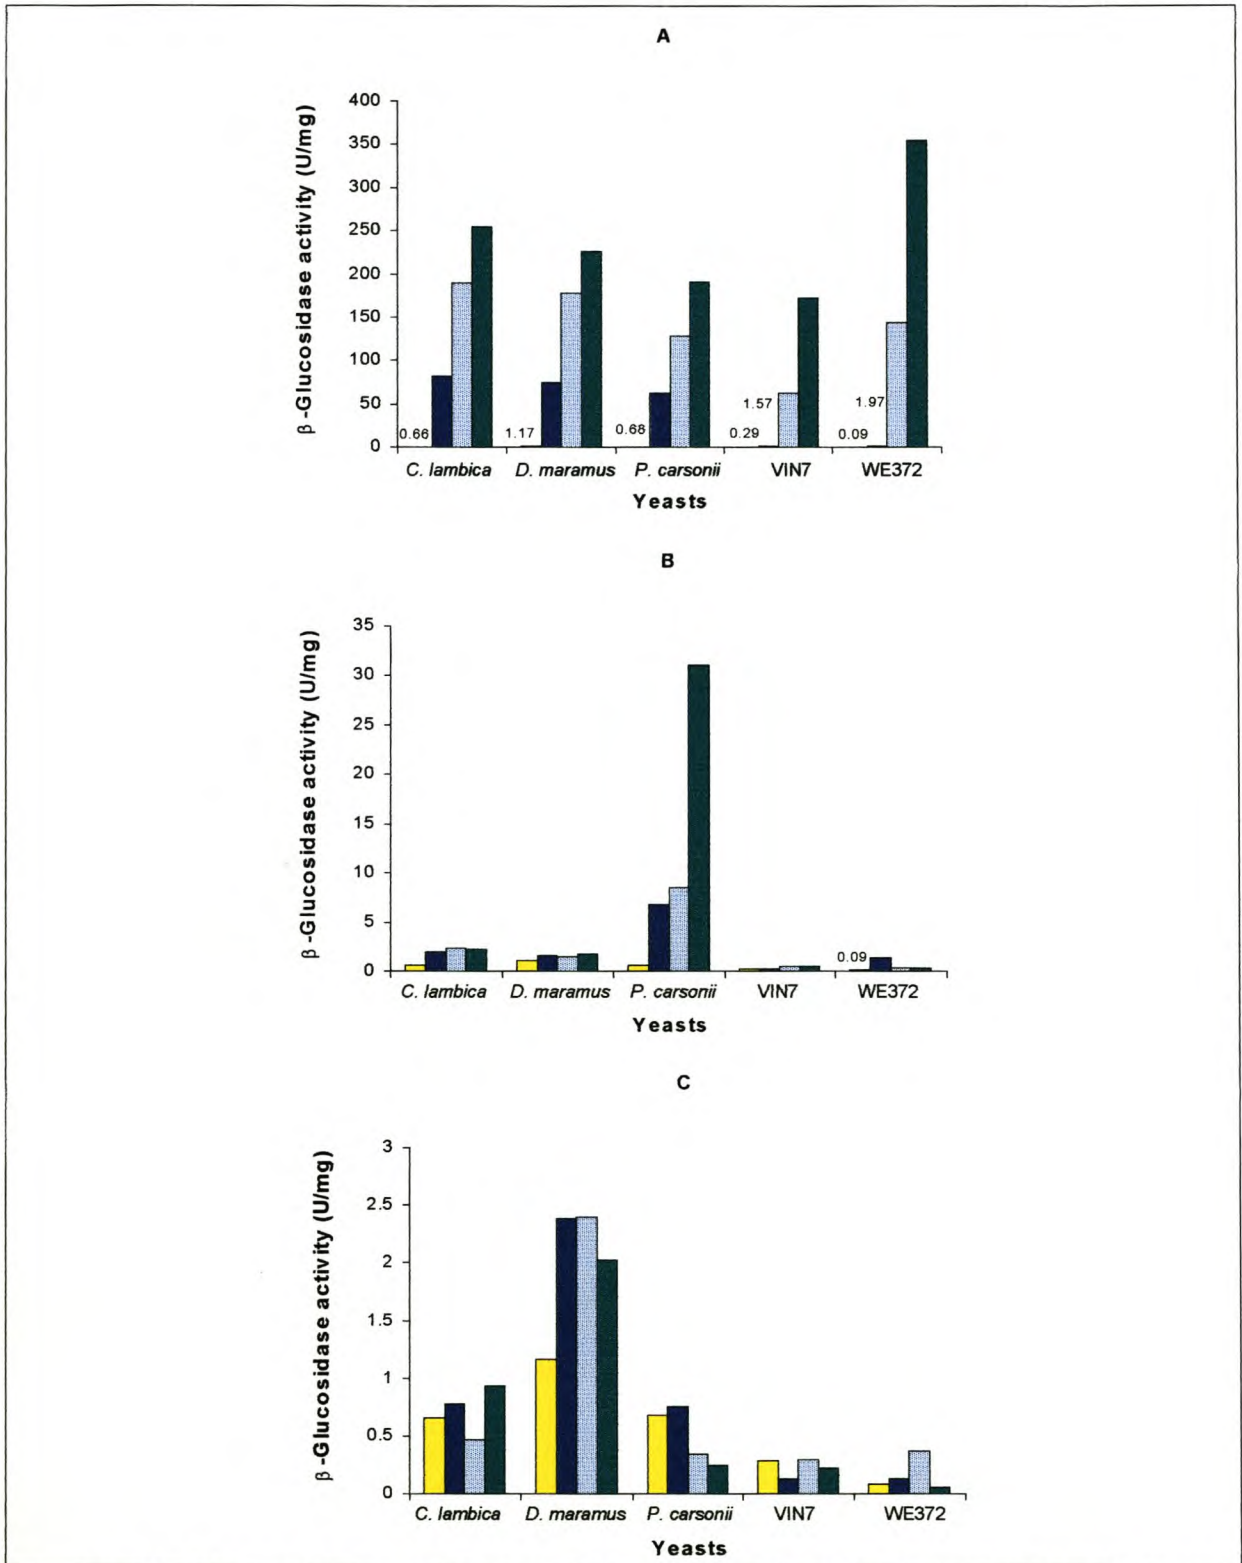 A
β-Glucosidase activity (U/mg)
400
350
300
250
200
150
100
50
0
0.66
1.17
0.68
1.57
0.29
1.97
0.09
C. lambica
D. maramus
P. carsonii
VIN7
WE372
Yeasts
B
β-Glucosidase activity (U/mg)
35
30
25
20
15
10
5
0
0.09
C. lambica
D. maramus
P. carsonii
VIN7
WE372
Yeasts
C
β-Glucosidase activity (U/mg)
3
2.5
2
1.5
1
0.5
0
C. lambica
D. maramus
P. carsonii
VIN7
WE372
Yeasts